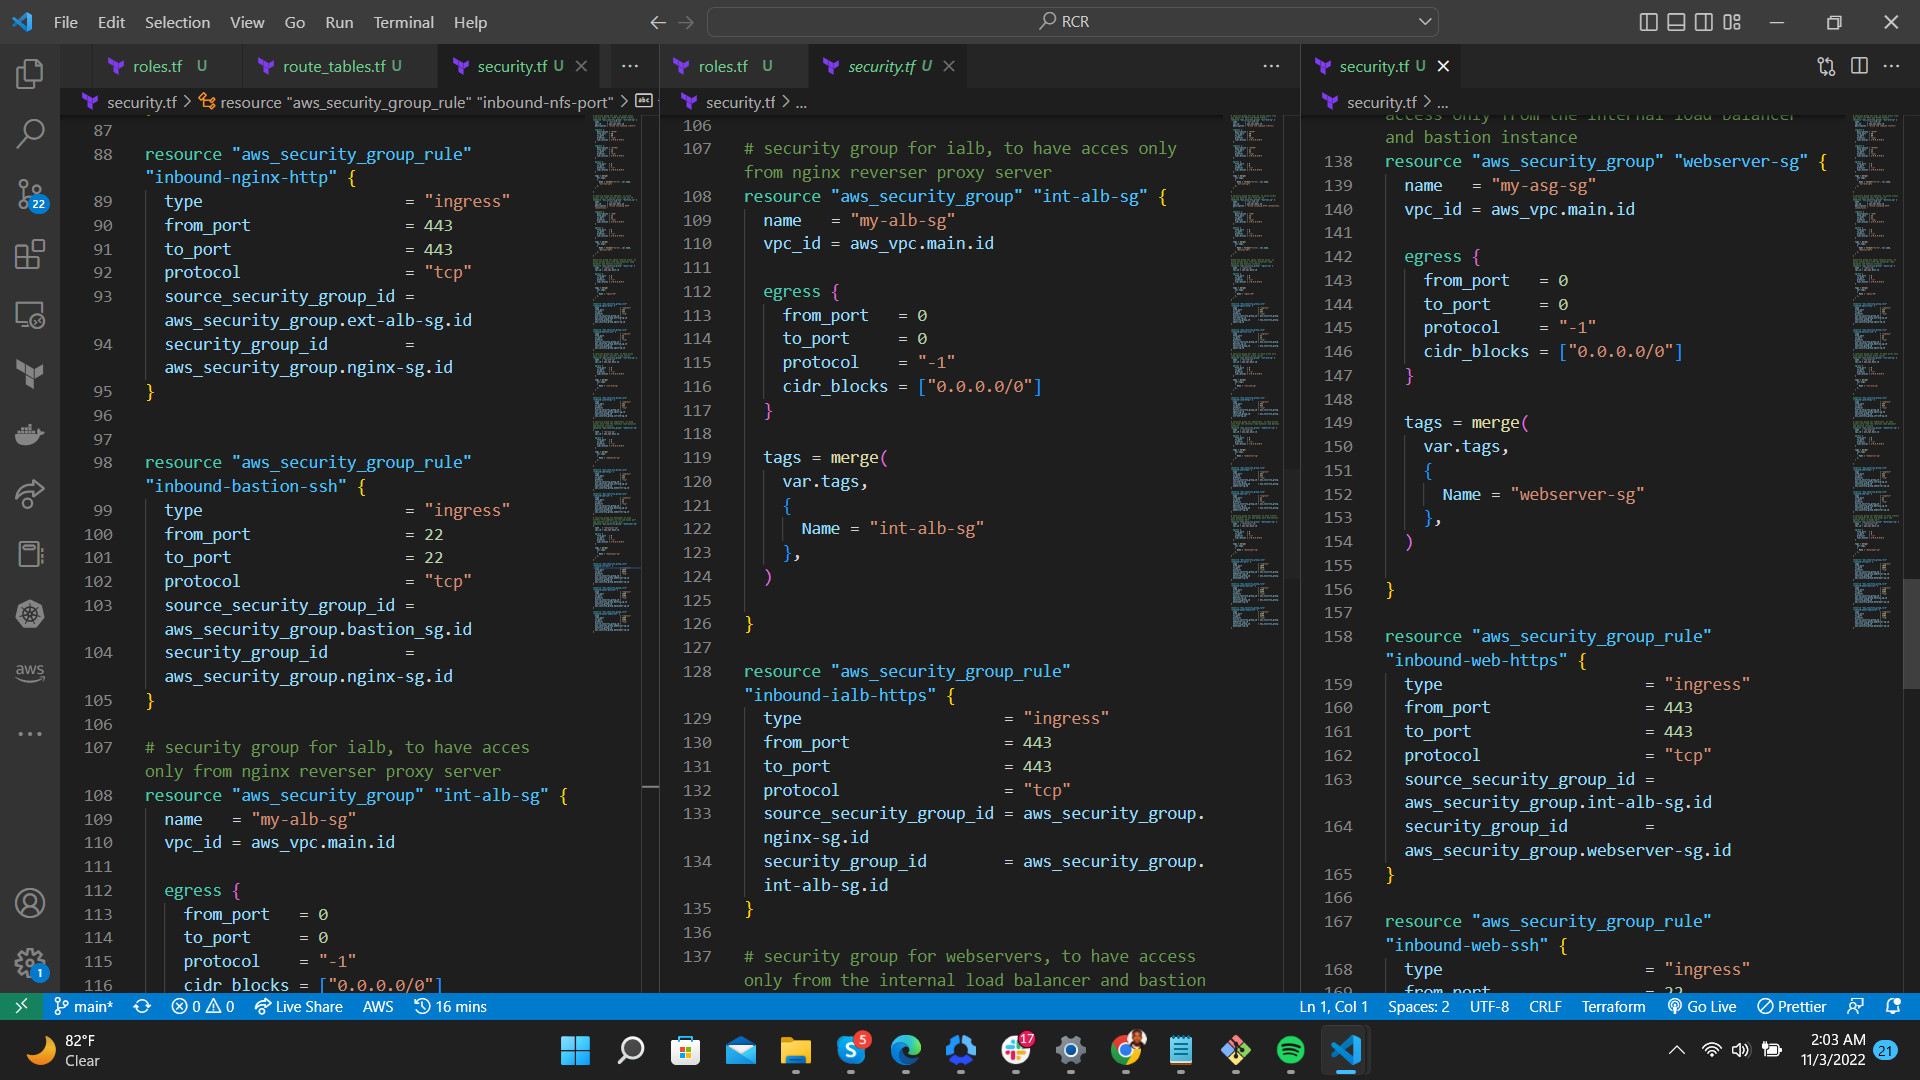 File Edit Selection View Go Run Terminal Help
RCR
roles.tf U
route_tables.tf U
security.tf U
security.tf > resource "aws_security_group_rule" "inbound-nfs-port" >
87
88 resource "aws_security_group_rule"
"inbound-nginx-http" {
89 type = "ingress"
90 from_port = 443
91 to_port = 443
92 protocol = "tcp"
93 source_security_group_id =
aws_security_group.ext-alb-sg.id
94 security_group_id =
aws_security_group.nginx-sg.id
95 }
96
97
98 resource "aws_security_group_rule"
"inbound-bastion-ssh" {
99 type = "ingress"
100 from_port = 22
101 to_port = 22
102 protocol = "tcp"
103 source_security_group_id =
aws_security_group.bastion_sg.id
104 security_group_id =
aws_security_group.nginx-sg.id
105 }
106
107 # security group for ialb, to have acces
only from nginx reverser proxy server
108 resource "aws_security_group" "int-alb-sg" {
109 name = "my-alb-sg"
110 vpc_id = aws_vpc.main.id
111
112 egress {
113 from_port = 0
114 to_port = 0
115 protocol = "-1"
116 cidr_blocks = ["0.0.0.0/0"]
roles.tf U
security.tf U
security.tf > ...
106
107 # security group for ialb, to have acces only
from nginx reverser proxy server
108 resource "aws_security_group" "int-alb-sg" {
109 name = "my-alb-sg"
110 vpc_id = aws_vpc.main.id
111
112 egress {
113 from_port = 0
114 to_port = 0
115 protocol = "-1"
116 cidr_blocks = ["0.0.0.0/0"]
117 }
118
119 tags = merge(
120 var.tags,
121 {
122 Name = "int-alb-sg"
123 },
124 )
125
126 }
127
128 resource "aws_security_group_rule"
"inbound-ialb-https" {
129 type = "ingress"
130 from_port = 443
131 to_port = 443
132 protocol = "tcp"
133 source_security_group_id = aws_security_group.
nginx-sg.id
134 security_group_id = aws_security_group.
int-alb-sg.id
135 }
136
137 # security group for webservers, to have access
only from the internal load balancer and bastion
security.tf U
security.tf > ...
access only from the internal load balancer
and bastion instance
138 resource "aws_security_group" "webserver-sg" {
139 name = "my-asg-sg"
140 vpc_id = aws_vpc.main.id
141
142 egress {
143 from_port = 0
144 to_port = 0
145 protocol = "-1"
146 cidr_blocks = ["0.0.0.0/0"]
147 }
148
149 tags = merge(
150 var.tags,
151 {
152 Name = "webserver-sg"
153 },
154 )
155
156 }
157
158 resource "aws_security_group_rule"
"inbound-web-https" {
159 type = "ingress"
160 from_port = 443
161 to_port = 443
162 protocol = "tcp"
163 source_security_group_id =
aws_security_group.int-alb-sg.id
164 security_group_id =
aws_security_group.webserver-sg.id
165 }
166
167 resource "aws_security_group_rule"
"inbound-web-ssh" {
168 type = "ingress"
169 from_port = 22
22
aws
1
main* 0 0 Live Share AWS 16 mins
Ln 1, Col 1 Spaces: 2 UTF-8 CRLF Terraform Go Live Prettier
82°F
Clear
5
17
2:03 AM
11/3/2022
21